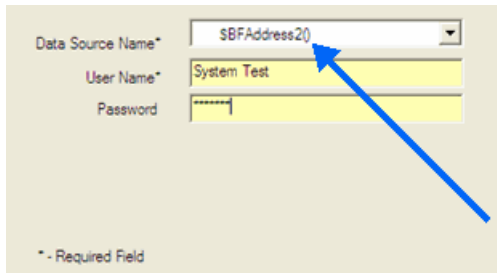 Data Source Name* $BFAddress2()
User Name* System Test
Password *******
* - Required Field